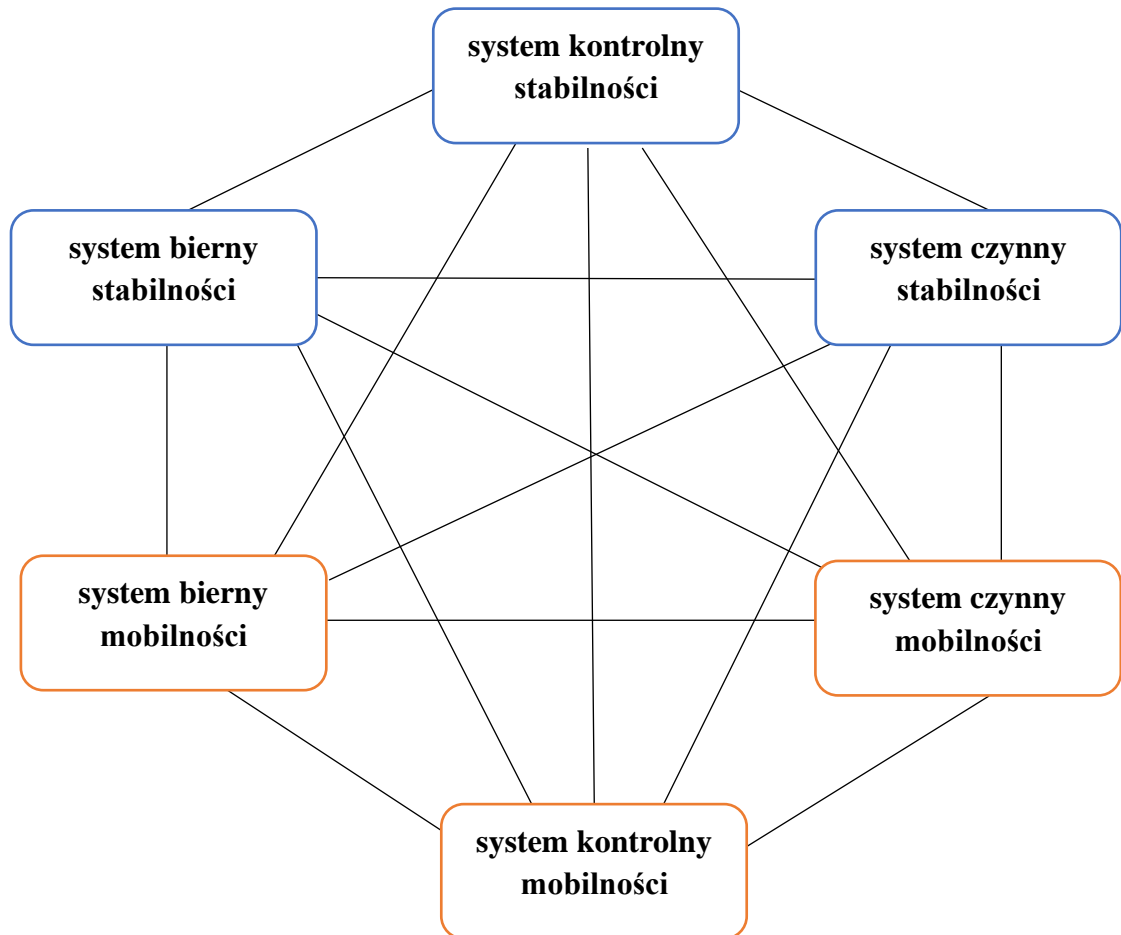 system kontrolny
stabilności
system bierny
stabilności
system czynny
stabilności
system bierny
mobilności
system czynny
mobilności
system kontrolny
mobilności